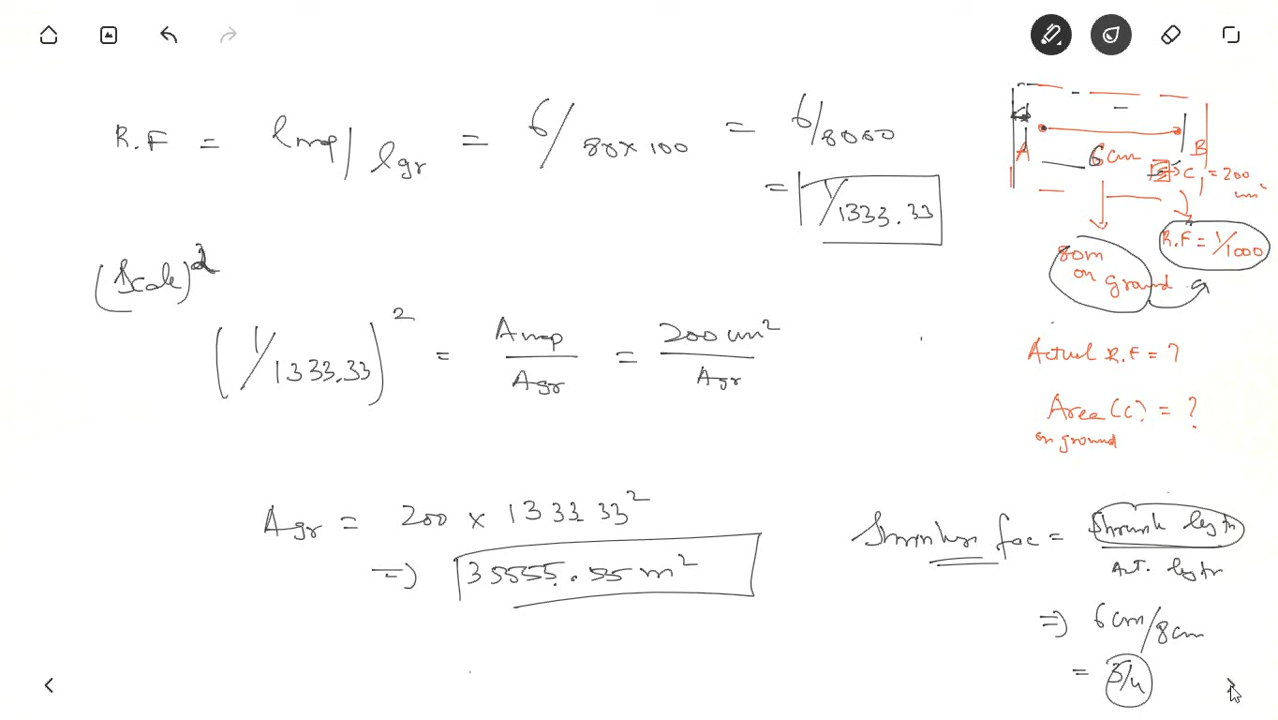 R.F = lmap/lgr = 6/80×100 = 6/8000
= 1/1333.33
(Scale)²
(1/1333.33)² = Amap/Agr = 200cm²/Agr
Agr = 200 × 1333.33²
=) 35555.55 m²
A B
6cm
C = 200 cm²
80m on ground
R.F = 1/1000
Actual R.F = ?
Area (C) = ?
on ground
Shrinkage fac = Shrunk length/Act. length
=) 6cm/8cm
= 3/4